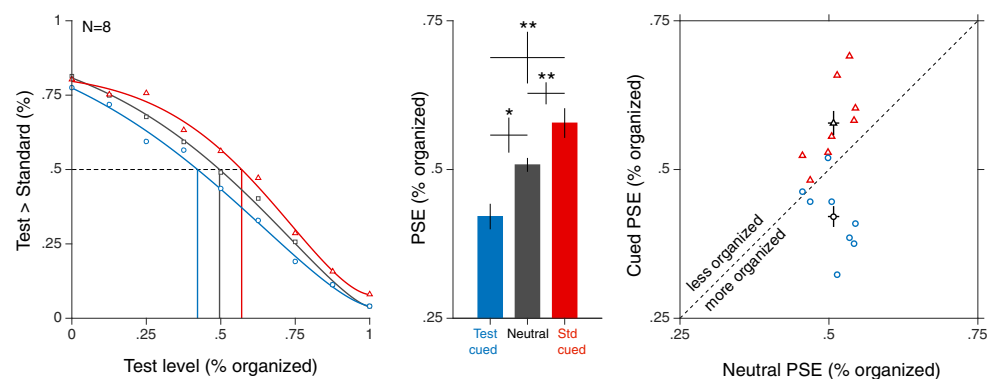 N=8
1
.75
.5
.25
0
Test > Standard (%)
0
.25
.5
.75
1
Test level (% organized)
.75
.5
.25
PSE (% organized)
**
**
*
Test
cued
Neutral
Std
cued
.75
.5
.25
Cued PSE (% organized)
less organized
more organized
.25
.5
.75
Neutral PSE (% organized)